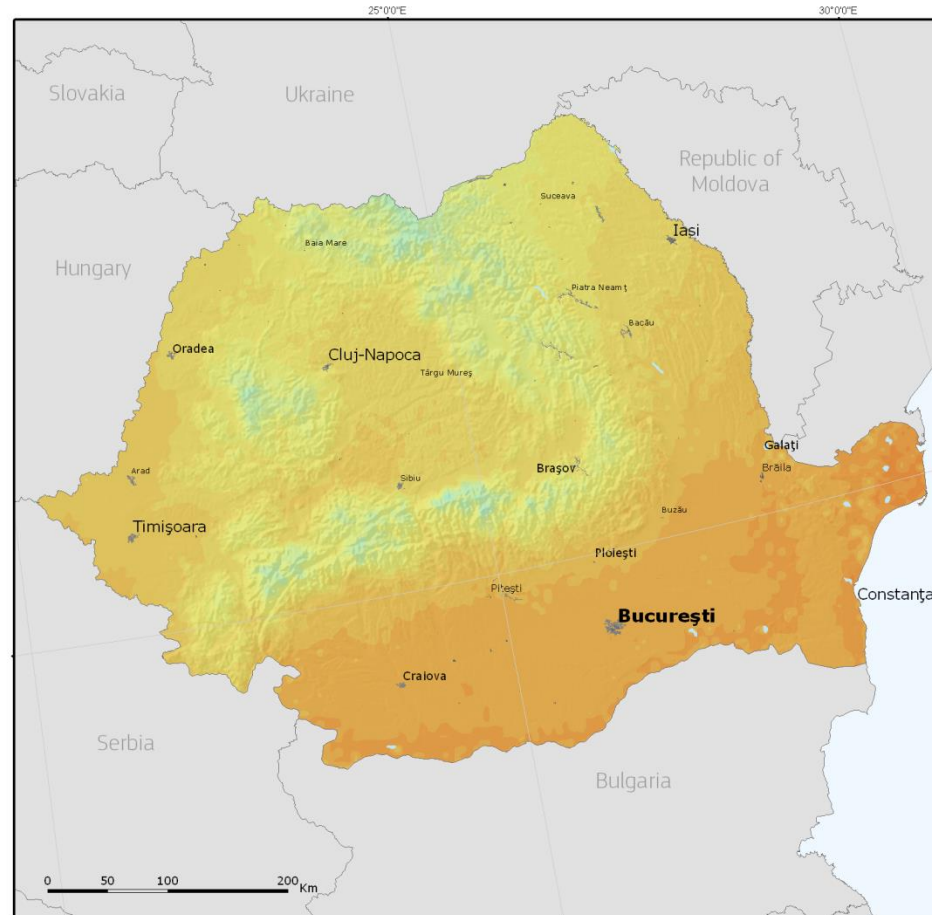 25°0'0"E
30°0'0"E
Slovakia
Ukraine
Republic of
Moldova
Suceava
Iasi
Baia Mare
Hungary
Piatra Neamţ
Bacău
Oradea
Cluj-Napoca
Târgu Mureş
Galaţi
Braşov
Brăila
Arad
Sibiu
Buzău
Timişoara
Ploieşti
Piteşti
Constanţa
Bucureşti
Craiova
Serbia
Bulgaria
0 50 100 200 Km